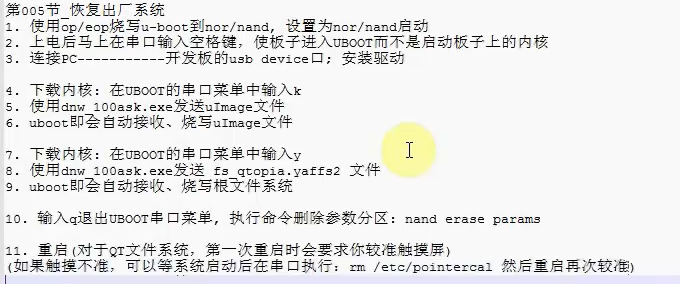 第005节_恢复出厂系统
1. 使用op/eop烧写u-boot到nor/nand, 设置为nor/nand启动
2. 上电后马上在串口输入空格键，使板子进入UBOOT而不是启动板子上的内核
3. 连接PC-----------开发板的usb device口; 安装驱动
4. 下载内核: 在UBOOT的串口菜单中输入k
5. 使用dnw_100ask.exe发送uImage文件
6. uboot即会自动接收、烧写uImage文件
7. 下载内核: 在UBOOT的串口菜单中输入y
8. 使用dnw_100ask.exe发送 fs_qtopia.yaffs2 文件
9. uboot即会自动接收、烧写根文件系统
10. 输入q退出UBOOT串口菜单, 执行命令删除参数分区: nand erase params
11. 重启(对于QT文件系统, 第一次重启时会要求你较准触摸屏)
(如果触摸不准, 可以等系统启动后在串口执行: rm /etc/pointercal 然后重启再次较准)